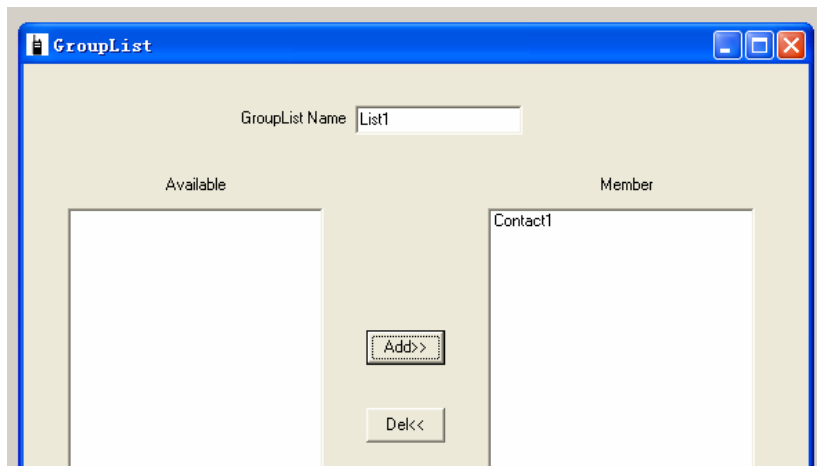 GroupList
GroupList Name List1
Available Member
Contact1
Add>>
Del<<